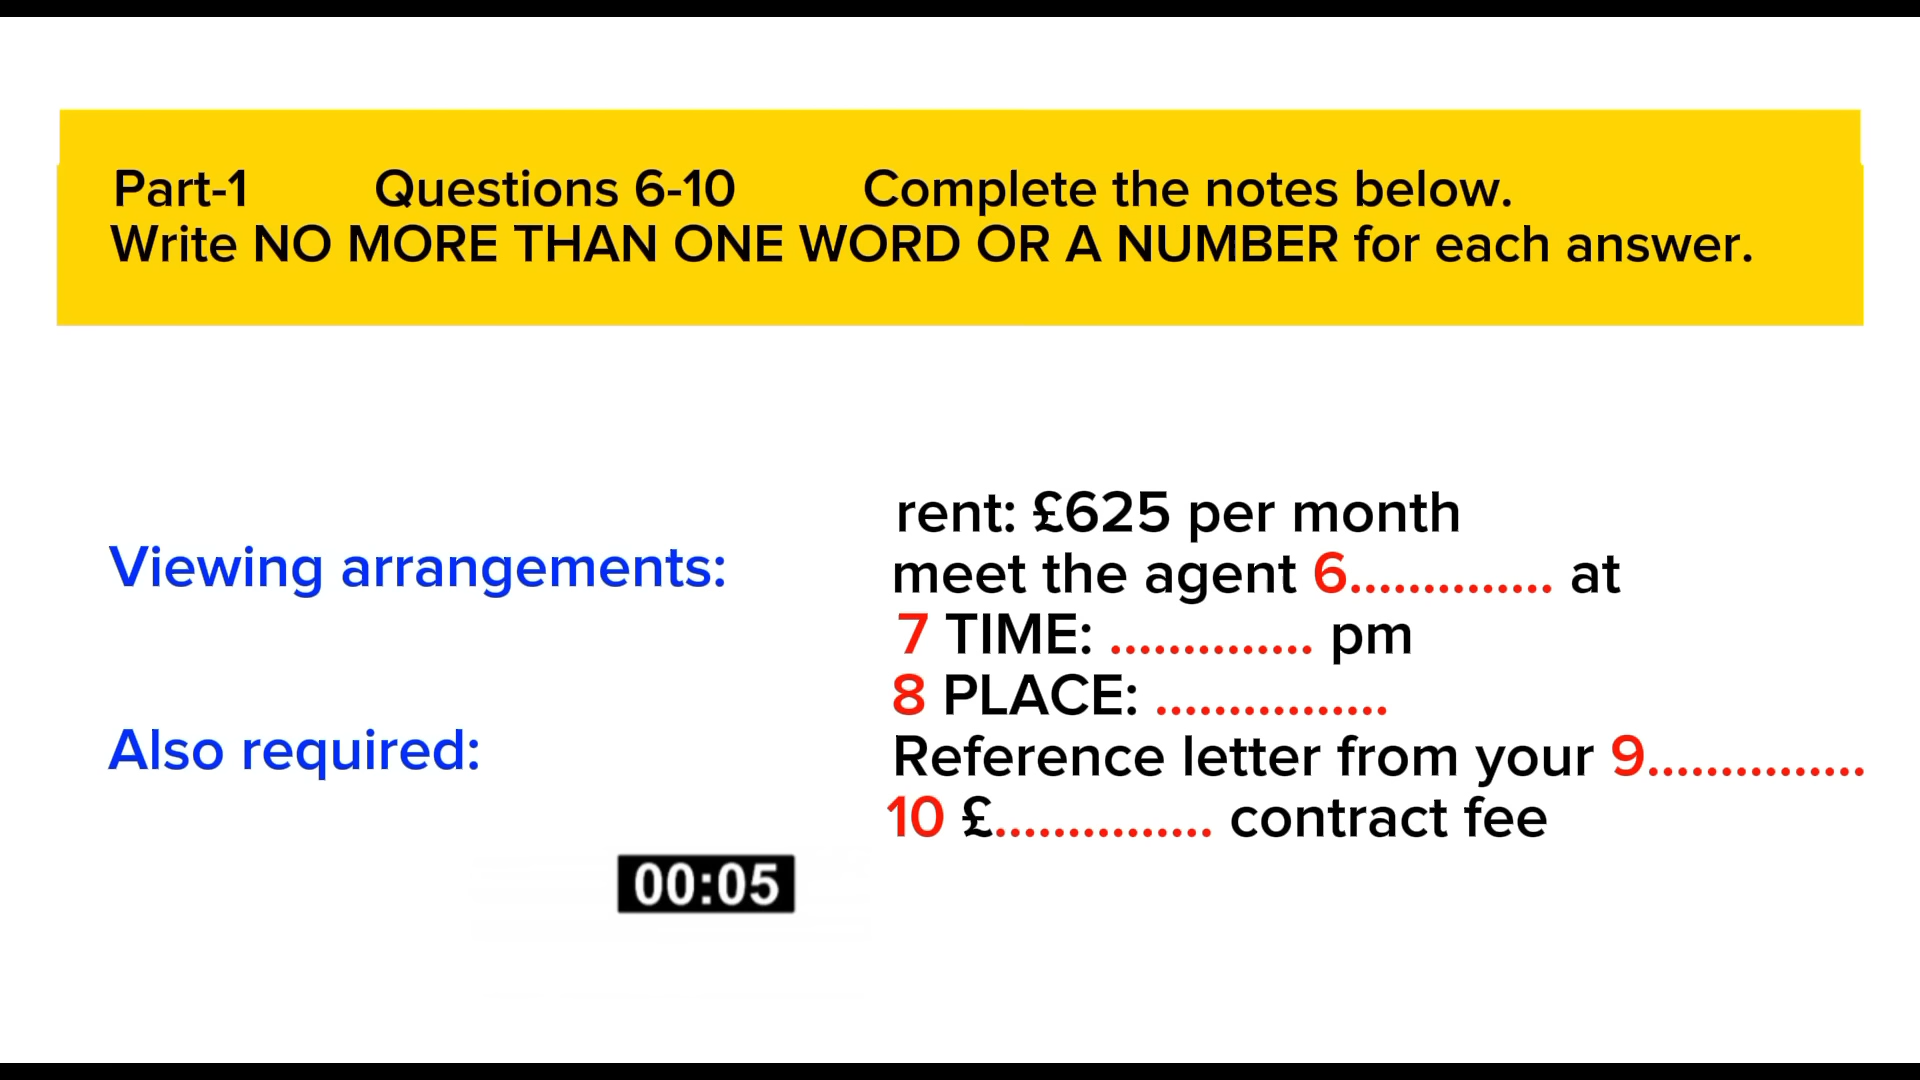 Part-1 Questions 6-10 Complete the notes below.
Write NO MORE THAN ONE WORD OR A NUMBER for each answer.
rent: £625 per month
Viewing arrangements:
meet the agent 6.............. at
7 TIME: .............. pm
8 PLACE: ................
Also required:
Reference letter from your 9...............
10 £............... contract fee
00:05